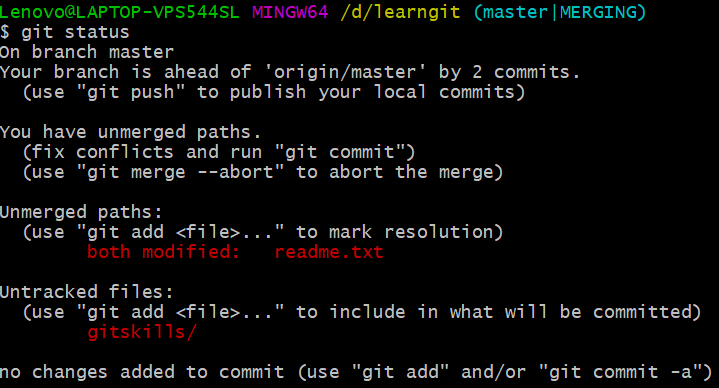 Lenovo@LAPTOP-VPS544SL MINGW64 /d/learngit (master|MERGING)
$ git status
On branch master
Your branch is ahead of 'origin/master' by 2 commits.
  (use "git push" to publish your local commits)

You have unmerged paths.
  (fix conflicts and run "git commit")
  (use "git merge --abort" to abort the merge)

Unmerged paths:
  (use "git add <file>..." to mark resolution)
        both modified:   readme.txt

Untracked files:
  (use "git add <file>..." to include in what will be committed)
        gitskills/

no changes added to commit (use "git add" and/or "git commit -a")